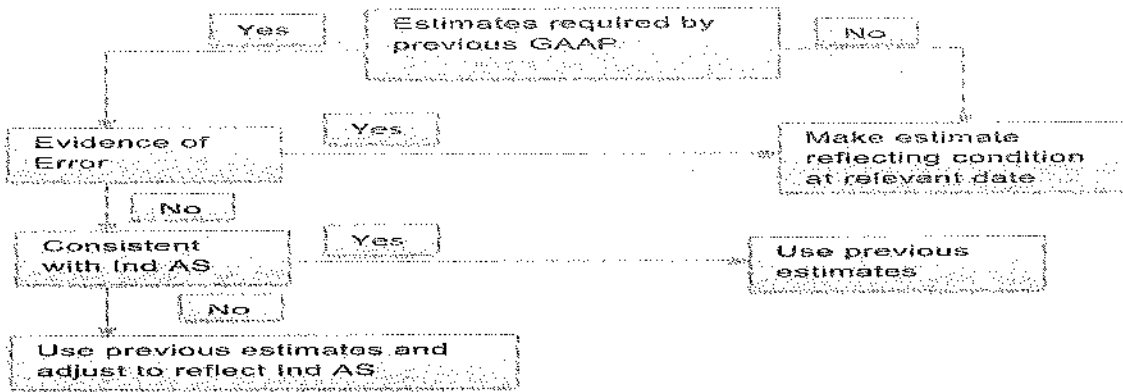 Yes
Estimates required by
previous GAAP
No
Evidence of
Error
Yes
Make estimate
reflecting condition
at relevant date
No
Consistent
with Ind AS
Yes
Use previous
estimates
No
Use previous estimates and
adjust to reflect Ind AS